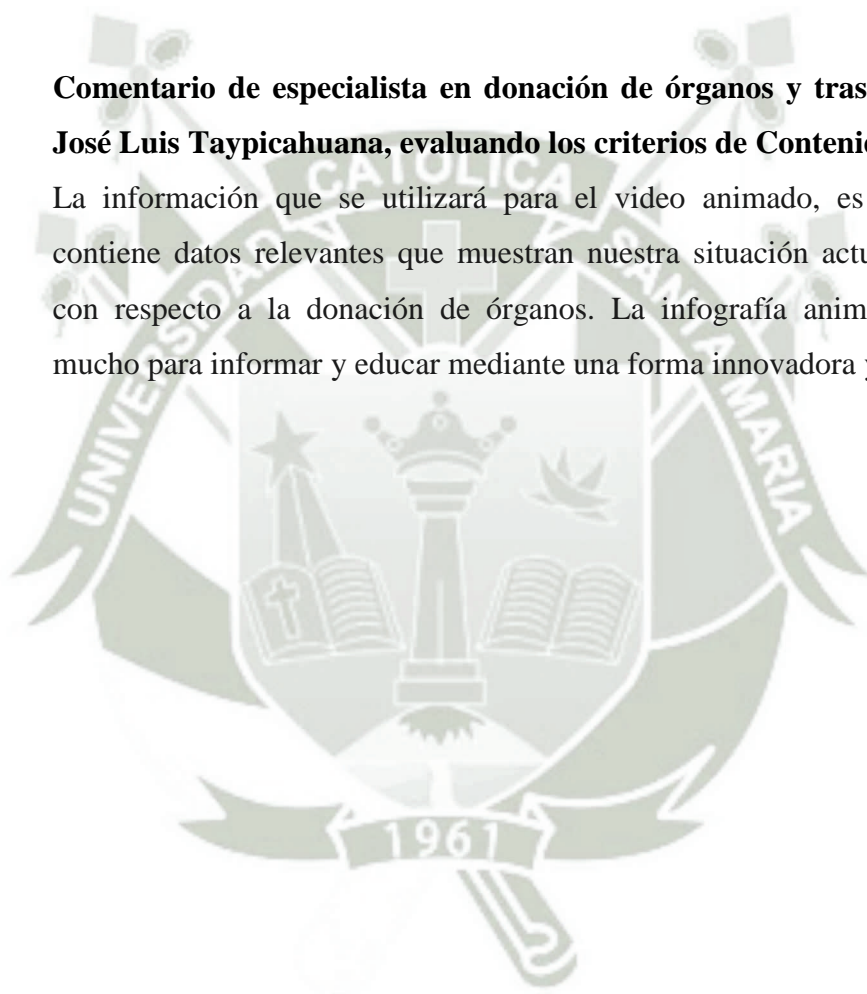 Comentario de especialista en donación de órganos y tras
José Luis Taypicahuana, evaluando los criterios de Conteni
La información que se utilizará para el video animado, es
contiene datos relevantes que muestran nuestra situación actu
con respecto a la donación de órganos. La infografía anim
mucho para informar y educar mediante una forma innovadora y
UNIVERSIDAD CATOLICA SANTA MARIA
1961